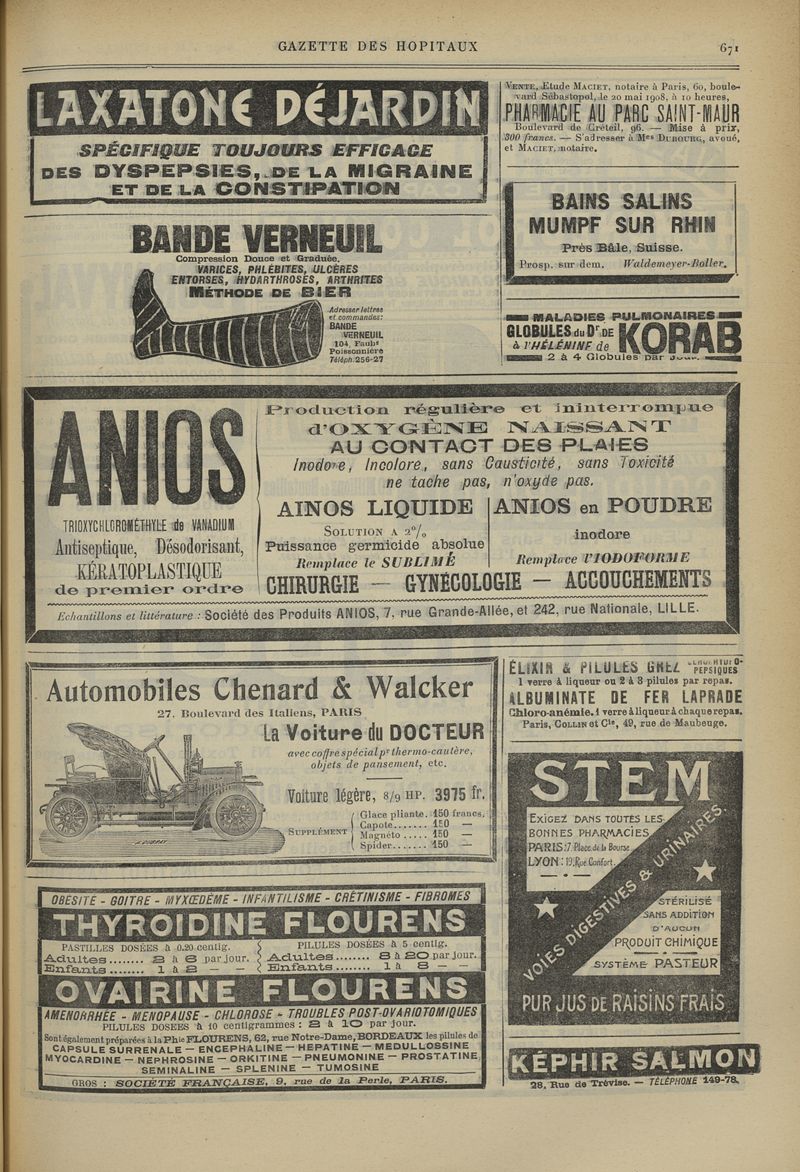 GAZETTE DES HOPITAUX
671
LAXATONE DÉJARDIN
SPÉCIFIQUE TOUJOURS EFFICACE
DES DYSPEPSIES, DE LA MIGRAINE
ET DE LA CONSTIPATION
BANDE VERNEUIL
Compression Douce et Graduée.
VARICES, PHLÉBITES, ULCÈRES
ENTORSES, HYDARTHROSES, ARTHRITES
MÉTHODE DE BIER
Adresser lettres
et commandes:
BANDE
VERNEUIL
104, Faubg
Poissonnière
Téléph. 256-27
VENTE, Etude MACIET, notaire à Paris, 60, boule-
vard Sébastopol, le 20 mai 1908, à 10 heures,
PHARMACIE AU PARC SAINT-MAUR
Boulevard de Créteil, 96. — Mise à prix,
300 francs. — S'adresser à Mes DUBOURG, avoué,
et MACIET, notaire.
BAINS SALINS
MUMPF SUR RHIN
Près Bâle, Suisse.
Prosp. sur dem. Waldemeyer-Boller.
MALADIES PULMONAIRES
GLOBULES du Dr DE KORAB
à l'HÉLÉNINE de
2 à 4 Globules par
ANIOS
TRIOXYCHLOROMÉTHYLE de VANADIUM
Antiseptique, Désodorisant,
KÉRATOPLASTIQUE
de premier ordre
Production régulière et ininterrompue
d'OXYGÈNE NAISSANT
AU CONTACT DES PLAIES
Inodore, Incolore, sans Causticité, sans Toxicité
ne tache pas, n'oxyde pas.
AINOS LIQUIDE
SOLUTION A 2%
Puissance germicide absolue
Remplace le SUBLIMÉ
ANIOS en POUDRE
inodore
Remplace l'IODOFORME
CHIRURGIE — GYNÉCOLOGIE — ACCOUCHEMENTS
Echantillons et littérature : Société des Produits ANIOS, 7, rue Grande-Allée, et 242, rue Nationale, LILLE.
Automobiles Chenard & Walcker
27, Boulevard des Italiens, PARIS
La Voiture du DOCTEUR
avec coffre spécial pr thermo-cautère,
objets de pansement, etc.
Voiture légère, 8/9 HP. 3975 fr.
SUPPLÉMENT
Glace pliante. 150 francs.
Capote....... 150 —
Magnéto ..... 150 —
Spider....... 150 —
ÉLIXIR & PILULES GREZ
PEPSIQUES
1 verre à liqueur ou 2 à 3 pilules par repas.
ALBUMINATE DE FER LAPRADE
Chloro-anémie. 1 verre à liqueur à chaque repas.
Paris, COLLIN et Cie, 49, rue de Maubeuge.
STEM
EXIGEZ DANS TOUTES LES
BONNES PHARMACIES
PARIS: 7, Place de la Bourse
LYON: 19, Rue Confort.
VOIES DIGESTIVES & URINAIRES.
STÉRILISÉ
SANS ADDITION
D'AUCUN
PRODUIT CHIMIQUE
SYSTÈME PASTEUR
PUR JUS DE RAISINS FRAIS
OBESITÉ - GOITRE - MYXŒDÈME - INFANTILISME - CRÉTINISME - FIBROMES
THYROIDINE FLOURENS
PASTILLES DOSÉES à 0.20 centig.
Adultes........ 2 à 6 par jour.
Enfants........ 1 à 2 — —
PILULES DOSÉES à 5 centig.
Adultes........ 8 à 20 par jour.
Enfants........ 1 à 8 — —
OVAIRINE FLOURENS
AMENORRHÉE - MENOPAUSE - CHLOROSE - TROUBLES POST-OVARIOTOMIQUES
PILULES DOSÉES à 10 centigrammes : 2 à 10 par jour.
Sont également préparées à la Phie FLOURENS, 62, rue Notre-Dame, BORDEAUX les pilules de
CAPSULE SURRENALE — ENCEPHALINE — HEPATINE — MEDULLOSSINE
MYOCARDINE — NEPHROSINE — ORKITINE — PNEUMONINE — PROSTATINE
SEMINALINE — SPLENINE — TUMOSINE
GROS : SOCIÉTÉ FRANÇAISE, 9, rue de la Perle, PARIS.
KÉPHIR SALMON
28, Rue de Trévise. — TÉLÉPHONE 149-78.